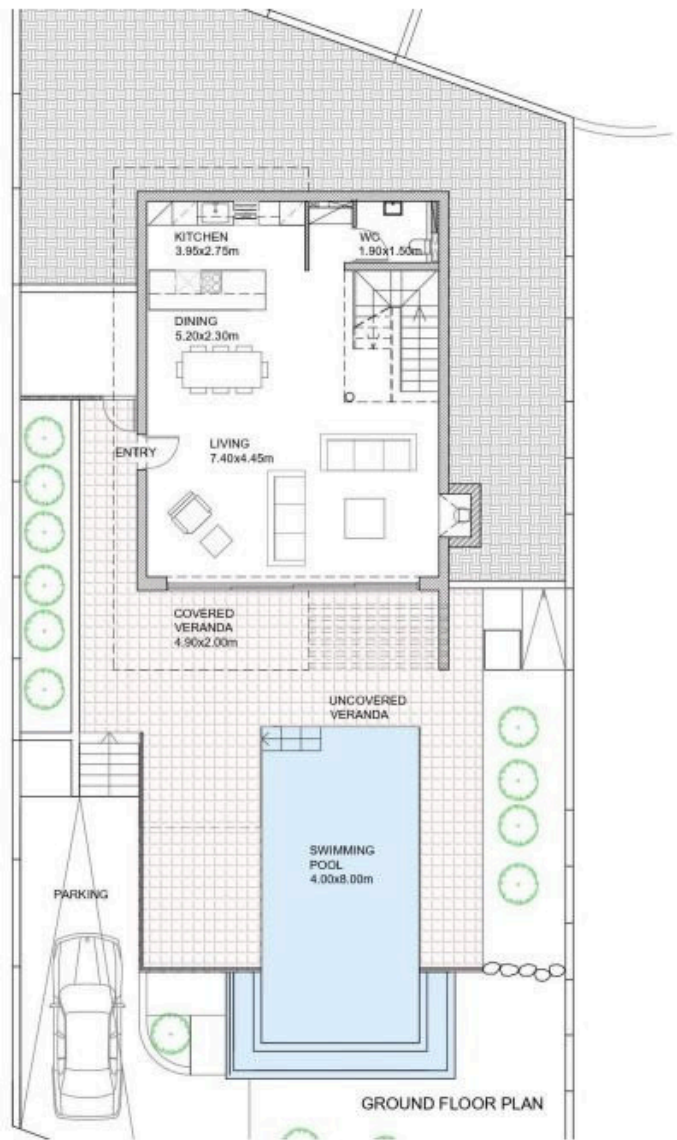 KITCHEN
3.95x2.75m
WC
1.90x1.50m
DINING
5.20x2.30m
ENTRY
LIVING
7.40x4.45m
COVERED
VERANDA
4.90x2.00m
UNCOVERED
VERANDA
SWIMMING
POOL
4.00x8.00m
PARKING
GROUND FLOOR PLAN